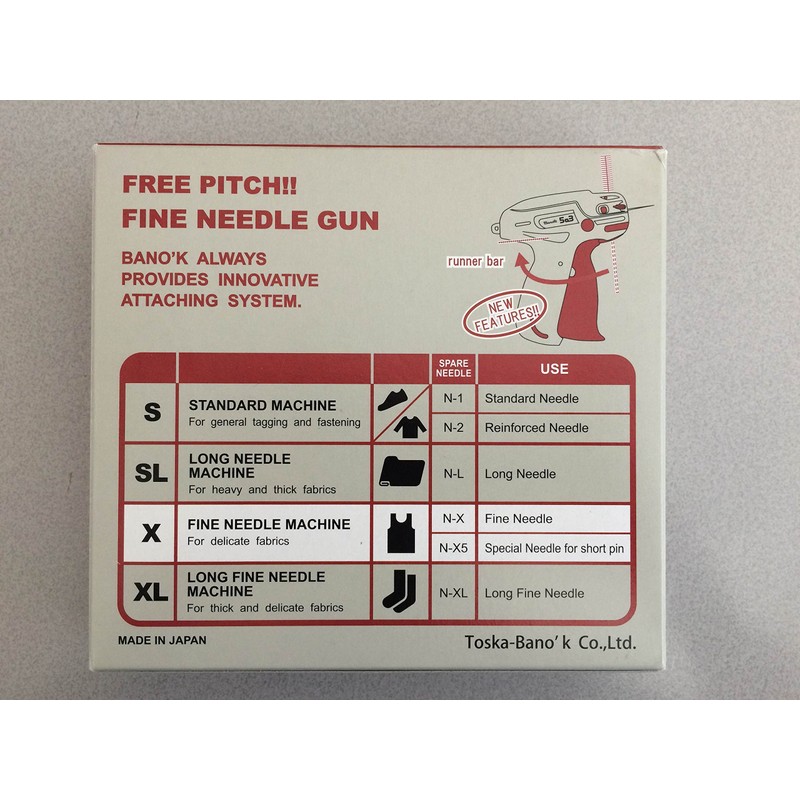 FREE PITCH!!
FINE NEEDLE GUN
BANO'K ALWAYS
PROVIDES INNOVATIVE
ATTACHING SYSTEM.
503
runner bar
NEW
FEATURES!!
SPARE
NEEDLE
USE
S
STANDARD MACHINE
For general tagging and fastening
N-1
Standard Needle
N-2
Reinforced Needle
SL
LONG NEEDLE
MACHINE
For heavy and thick fabrics
N-L
Long Needle
X
FINE NEEDLE MACHINE
For delicate fabrics
N-X
Fine Needle
N-X5
Special Needle for short pin
XL
LONG FINE NEEDLE
MACHINE
For thick and delicate fabrics
N-XL
Long Fine Needle
MADE IN JAPAN
Toska-Bano'k Co.,Ltd.